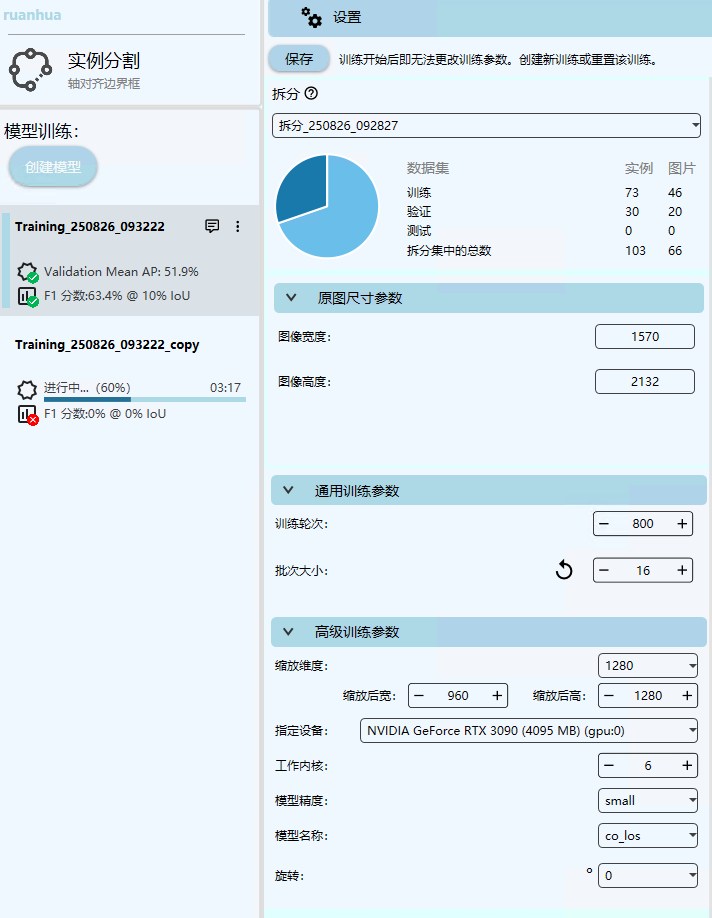 ruanhua
实例分割
轴对齐边界框
模型训练：
创建模型
Training_250826_093222
Validation Mean AP: 51.9%
F1 分数:63.4% @ 10% IoU
Training_250826_093222_copy
进行中... (60%) 03:17
F1 分数:0% @ 0% IoU
设置
保存 训练开始后即无法更改训练参数。创建新训练或重置该训练。
拆分
拆分_250826_092827
数据集 实例 图片
训练 73 46
验证 30 20
测试 0 0
拆分集中的总数 103 66
原图尺寸参数
图像宽度： 1570
图像高度： 2132
通用训练参数
训练轮次： − 800 +
批次大小： − 16 +
高级训练参数
缩放维度： 1280
缩放后宽： − 960 + 缩放后高： − 1280 +
指定设备： NVIDIA GeForce RTX 3090 (4095 MB) (gpu:0)
工作内核： − 6 +
模型精度： small
模型名称： co_los
旋转： ° 0